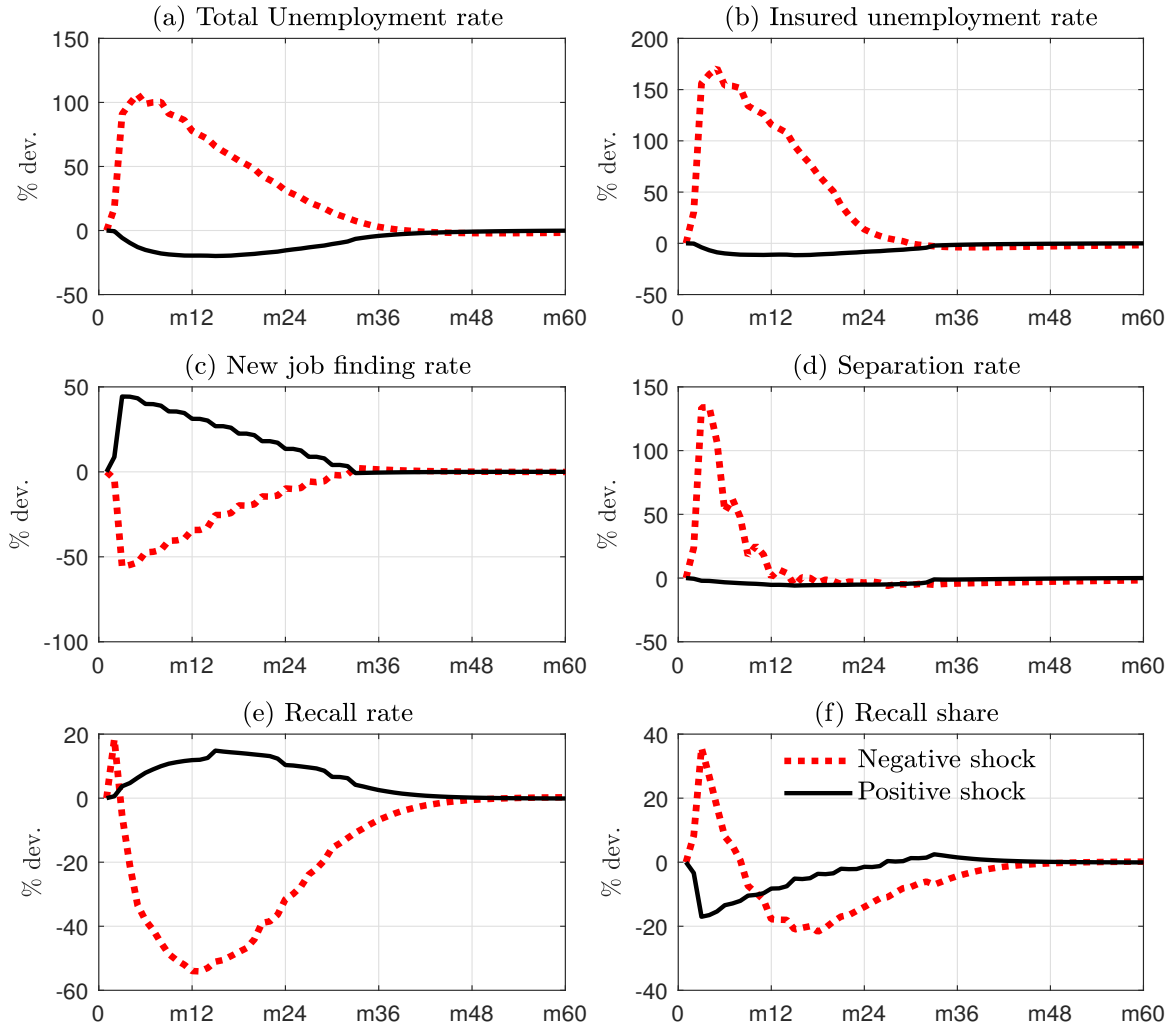 (a) Total Unemployment rate
150
100
50
0
-50
% dev.
0 m12 m24 m36 m48 m60
(b) Insured unemployment rate
200
150
100
50
0
-50
% dev.
0 m12 m24 m36 m48 m60
(c) New job finding rate
50
0
-50
-100
% dev.
0 m12 m24 m36 m48 m60
(d) Separation rate
150
100
50
0
-50
% dev.
0 m12 m24 m36 m48 m60
(e) Recall rate
20
0
-20
-40
-60
% dev.
0 m12 m24 m36 m48 m60
(f) Recall share
40
20
0
-20
-40
% dev.
Negative shock
Positive shock
0 m12 m24 m36 m48 m60